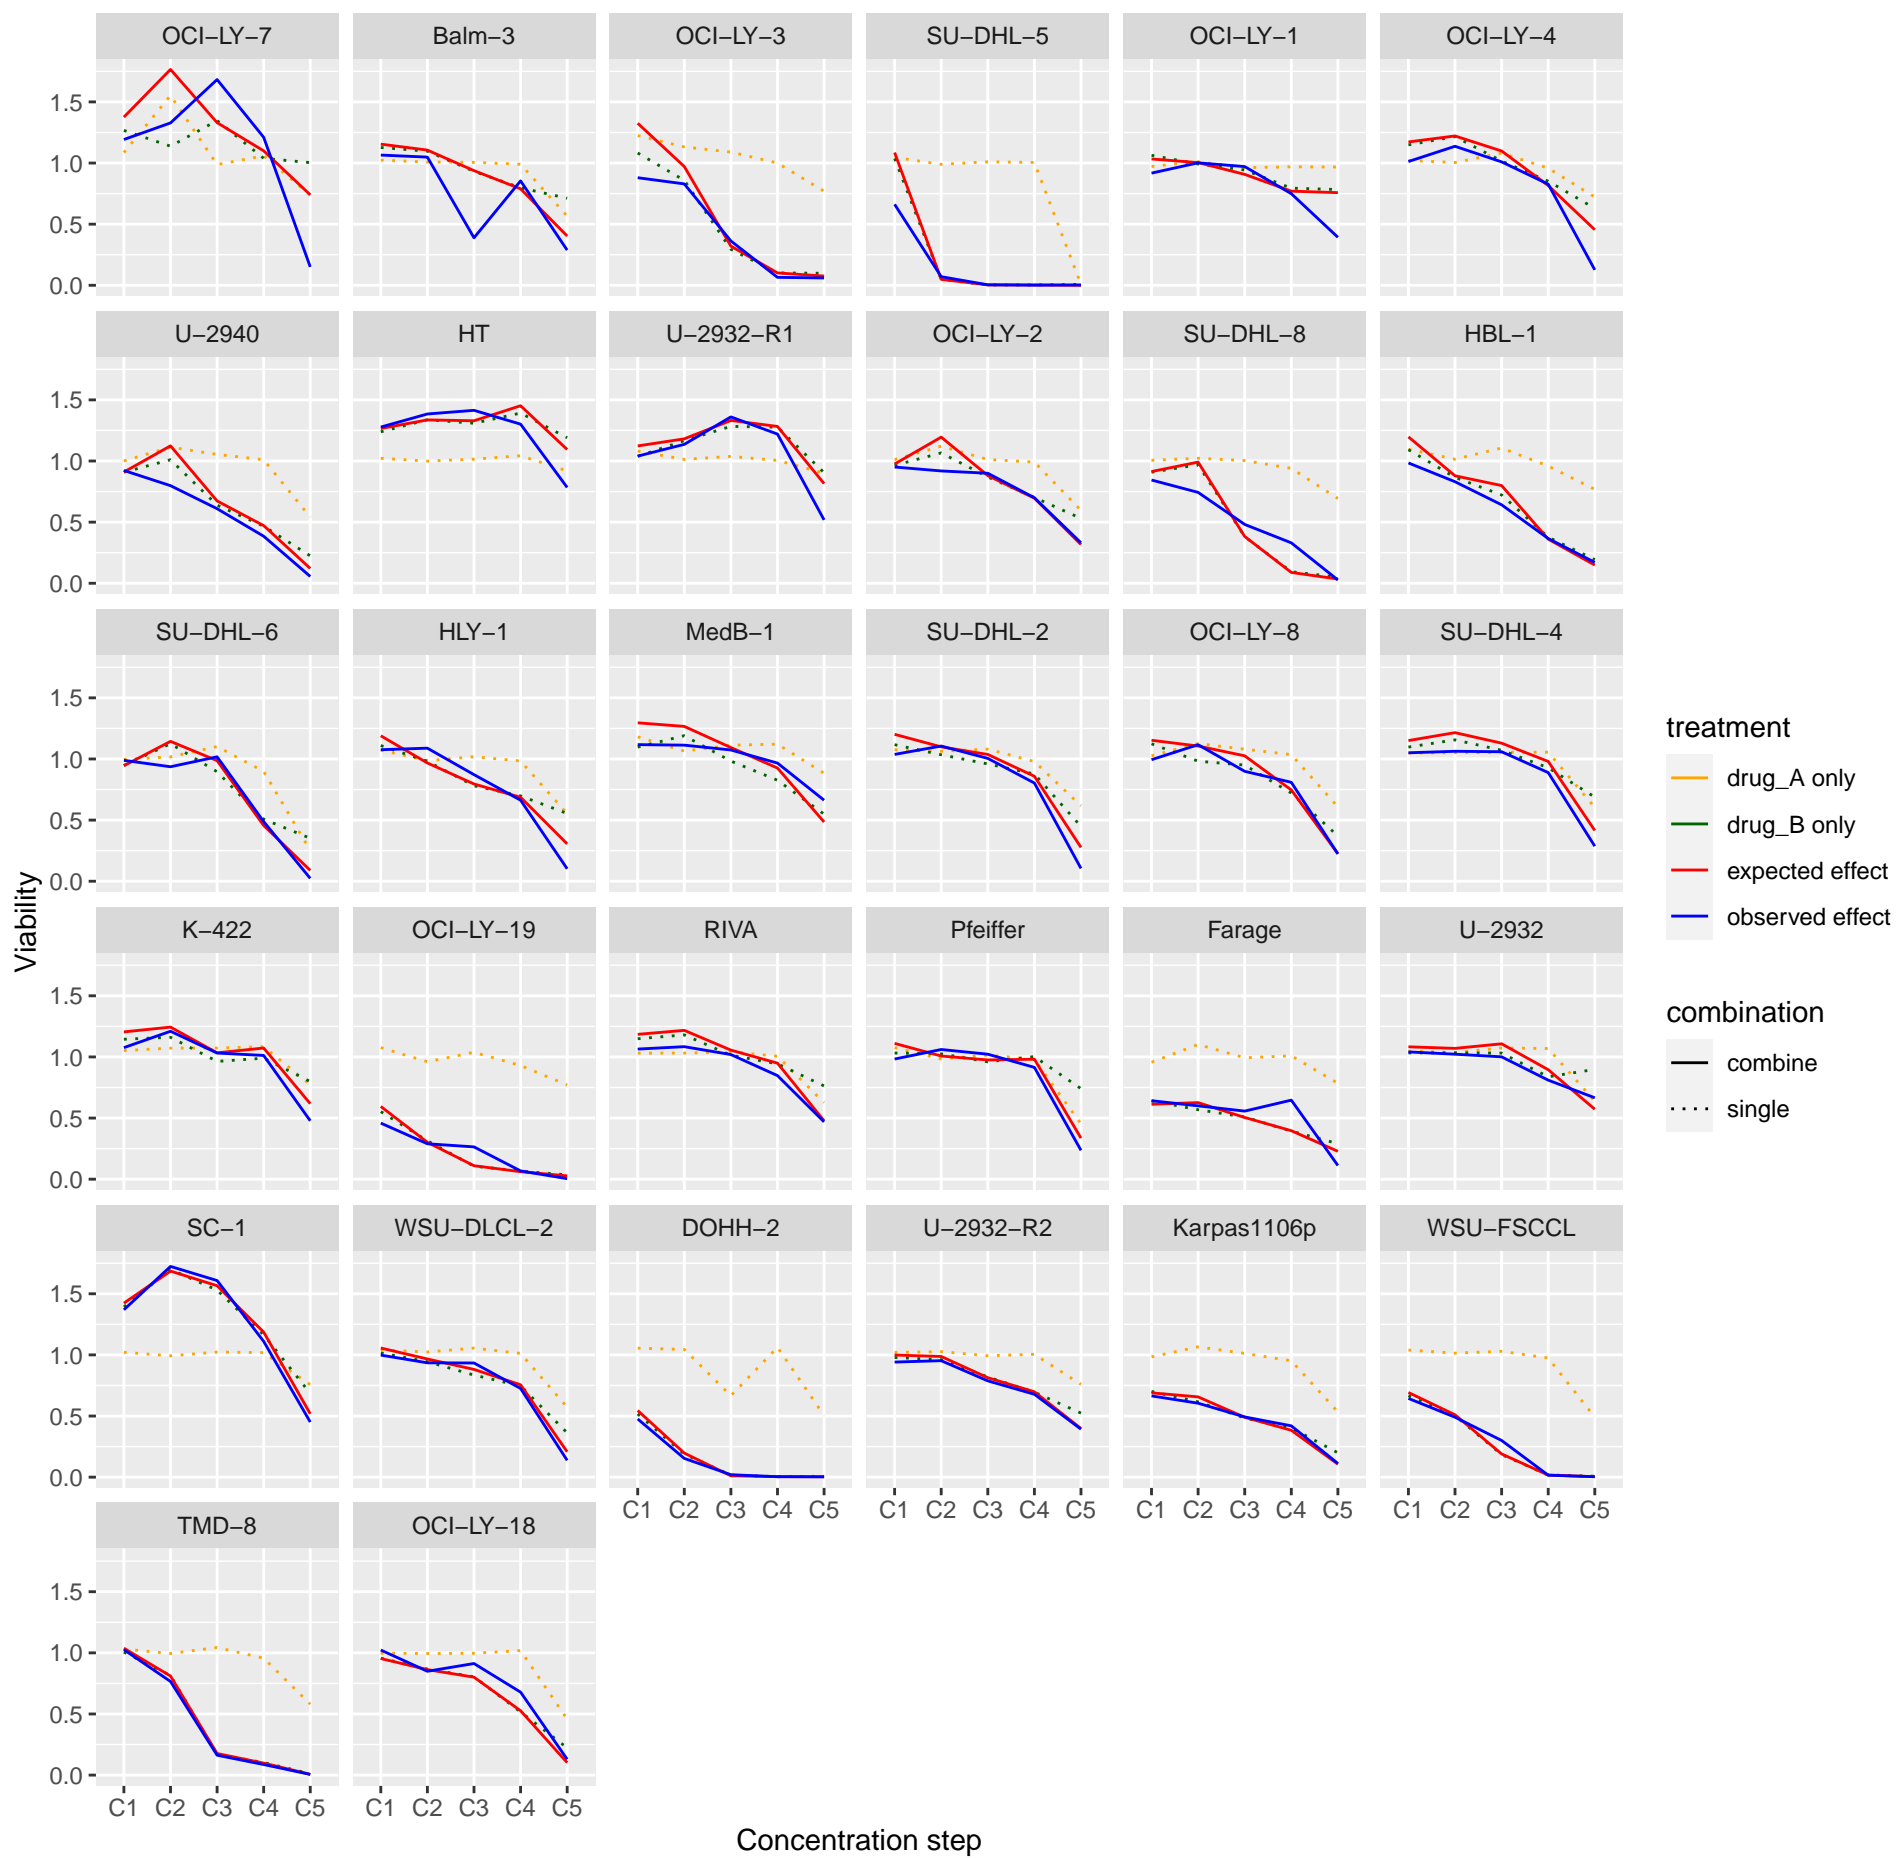 OCI−LY−7 Balm−3 OCI−LY−3 SU−DHL−5 OCI−LY−1 OCI−LY−4
1.5
1.0
0.5
0.0
U−2940 HT U−2932−R1 OCI−LY−2 SU−DHL−8 HBL−1
1.5
1.0
0.5
0.0
SU−DHL−6 HLY−1 MedB−1 SU−DHL−2 OCI−LY−8 SU−DHL−4
1.5
1.0
0.5
0.0
K−422 OCI−LY−19 RIVA Pfeiffer Farage U−2932
1.5
1.0
0.5
0.0
SC−1 WSU−DLCL−2 DOHH−2 U−2932−R2 Karpas1106p WSU−FSCCL
1.5
1.0
0.5
0.0
C1 C2 C3 C4 C5 C1 C2 C3 C4 C5 C1 C2 C3 C4 C5 C1 C2 C3 C4 C5
TMD−8 OCI−LY−18
1.5
1.0
0.5
0.0
C1 C2 C3 C4 C5 C1 C2 C3 C4 C5
Concentration step
Viability
treatment
drug_A only
drug_B only
expected effect
observed effect
combination
combine
single